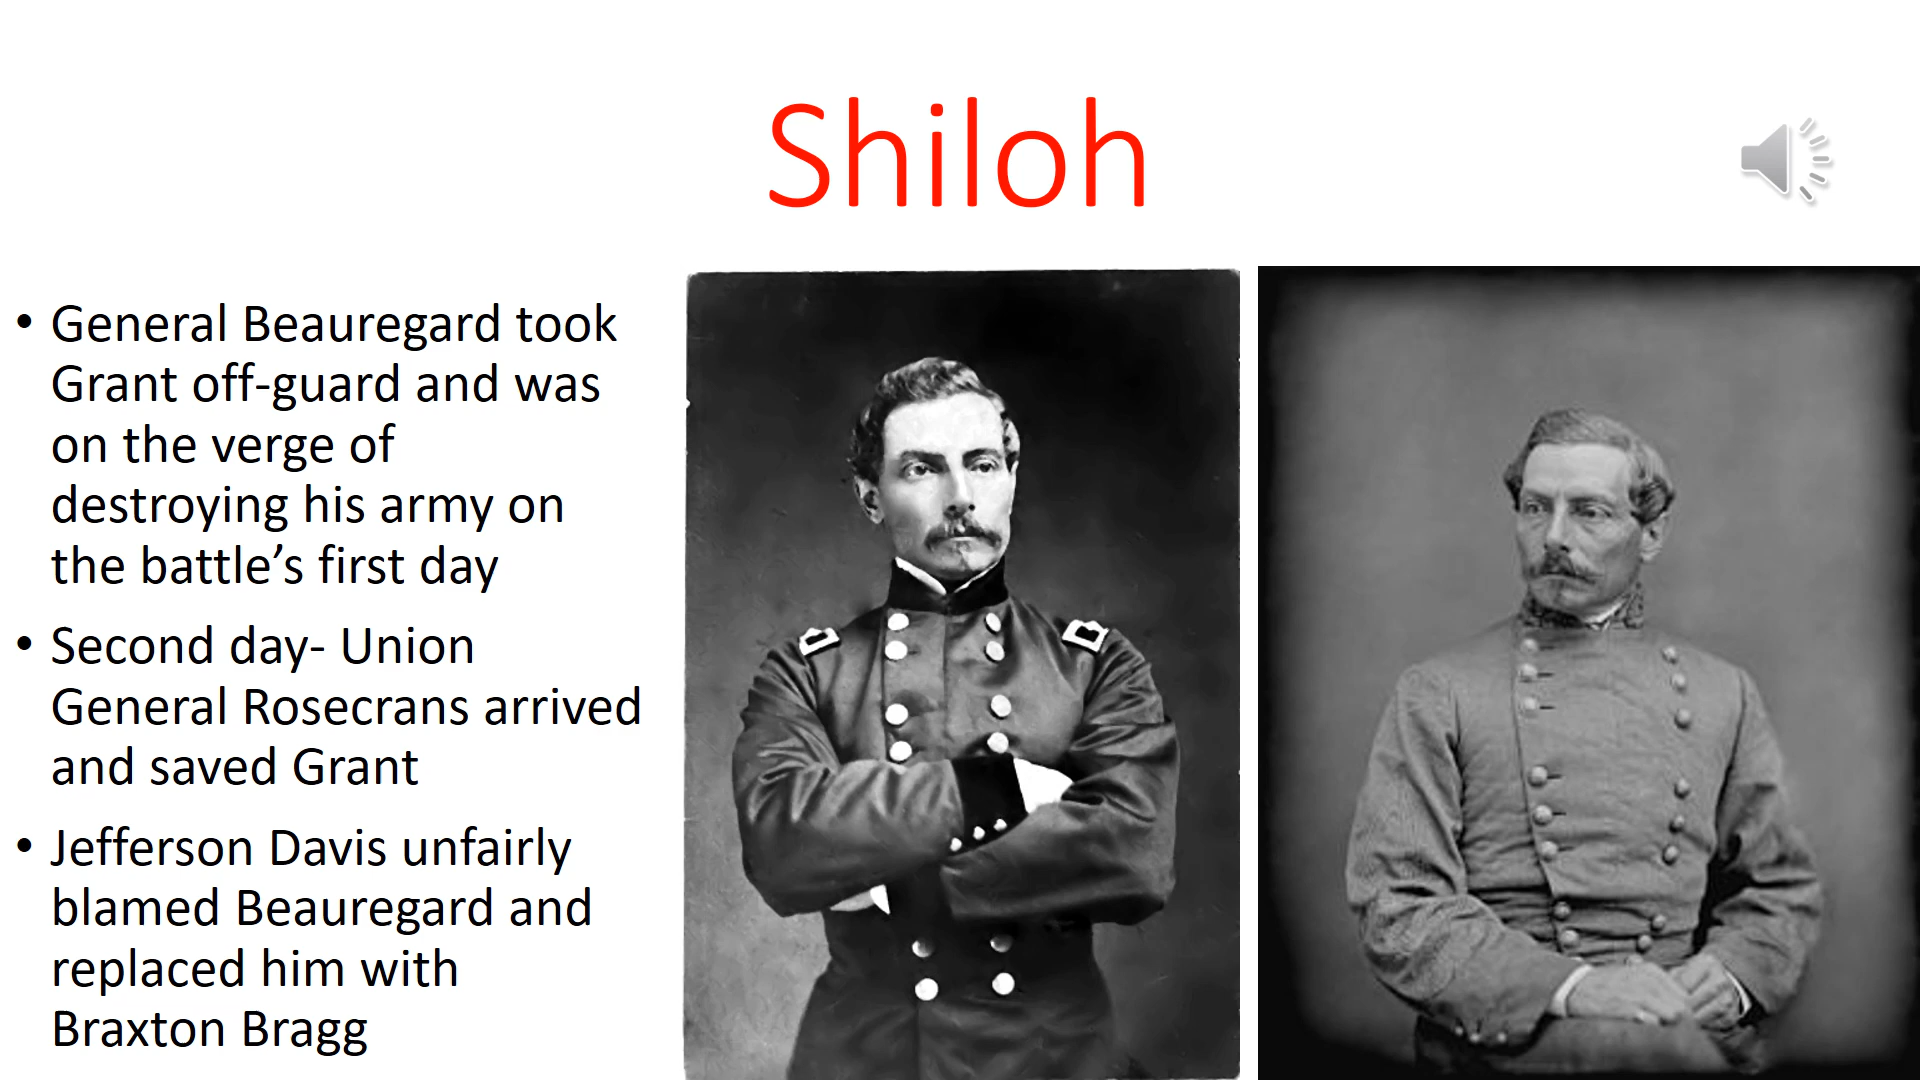 Shiloh
• General Beauregard took
Grant off-guard and was
on the verge of
destroying his army on
the battle’s first day
• Second day- Union
General Rosecrans arrived
and saved Grant
• Jefferson Davis unfairly
blamed Beauregard and
replaced him with
Braxton Bragg